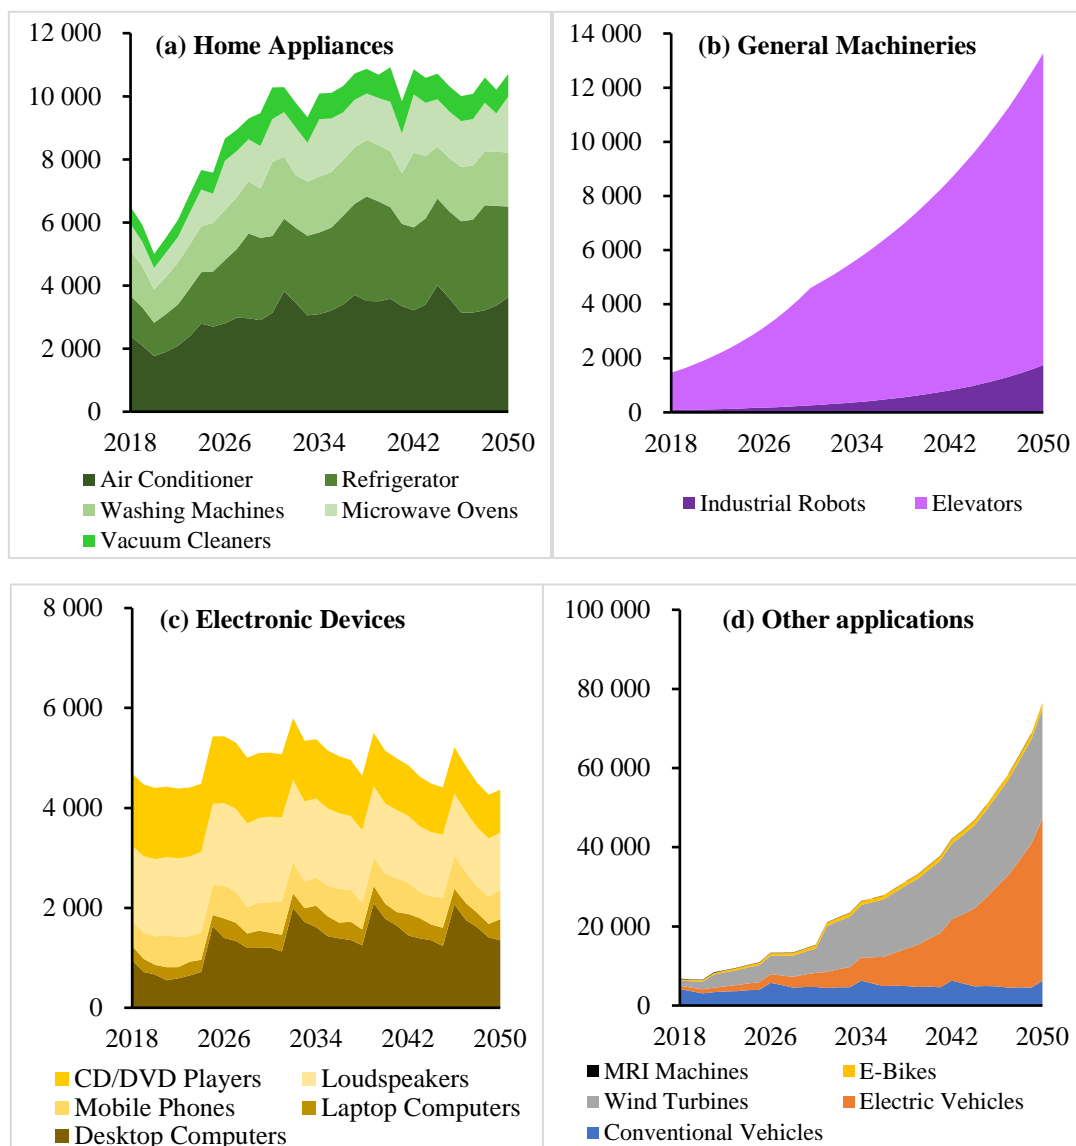 (a) Home Appliances
12 000
10 000
8 000
6 000
4 000
2 000
0
2018 2026 2034 2042 2050
Air Conditioner Refrigerator
Washing Machines Microwave Ovens
Vacuum Cleaners
(b) General Machineries
14 000
12 000
10 000
8 000
6 000
4 000
2 000
0
2018 2026 2034 2042 2050
Industrial Robots Elevators
(c) Electronic Devices
8 000
6 000
4 000
2 000
0
2018 2026 2034 2042 2050
CD/DVD Players Loudspeakers
Mobile Phones Laptop Computers
Desktop Computers
(d) Other applications
100 000
80 000
60 000
40 000
20 000
0
2018 2026 2034 2042 2050
MRI Machines E-Bikes
Wind Turbines Electric Vehicles
Conventional Vehicles